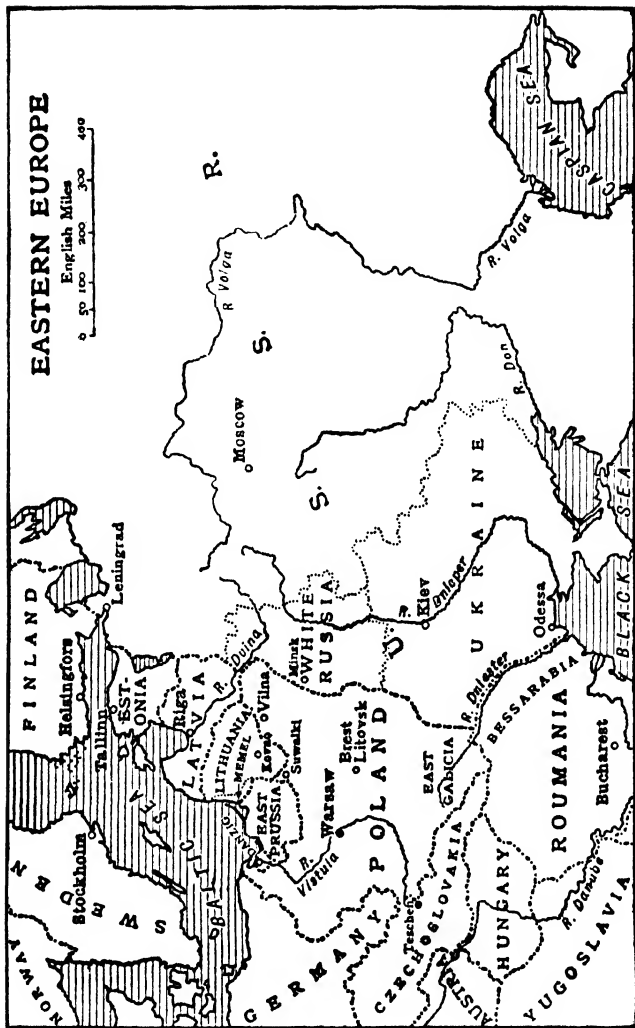 EASTERN EUROPE
English Miles
0 50 100 200 300 400
NORWAY
SWEDEN
Stockholm
FINLAND
Helsingfors
Leningrad
Tallinn
EST-
ONIA
BALTIC SEA
Riga
LATVIA
R. Duina
LITHUANIA
MEMEL
Kovno
Vilna
Suwalki
DANZIG
EAST
PRUSSIA
Minsk
WHITE
RUSSIA
Moscow
R. Volga
U. S. S. R.
R. Volga
CASPIAN SEA
R. Don
GERMANY
R.
Vistula
Warsaw
Brest
Litovsk
POLAND
R. Dnieper
Kiev
UKRAINE
Teschen
CZECHOSLOVAKIA
EAST
GALICIA
R. Dniester
BESSARABIA
Odessa
BLACK SEA
AUSTRIA
HUNGARY
ROUMANIA
Bucharest
R. Danube
YUGOSLAVIA